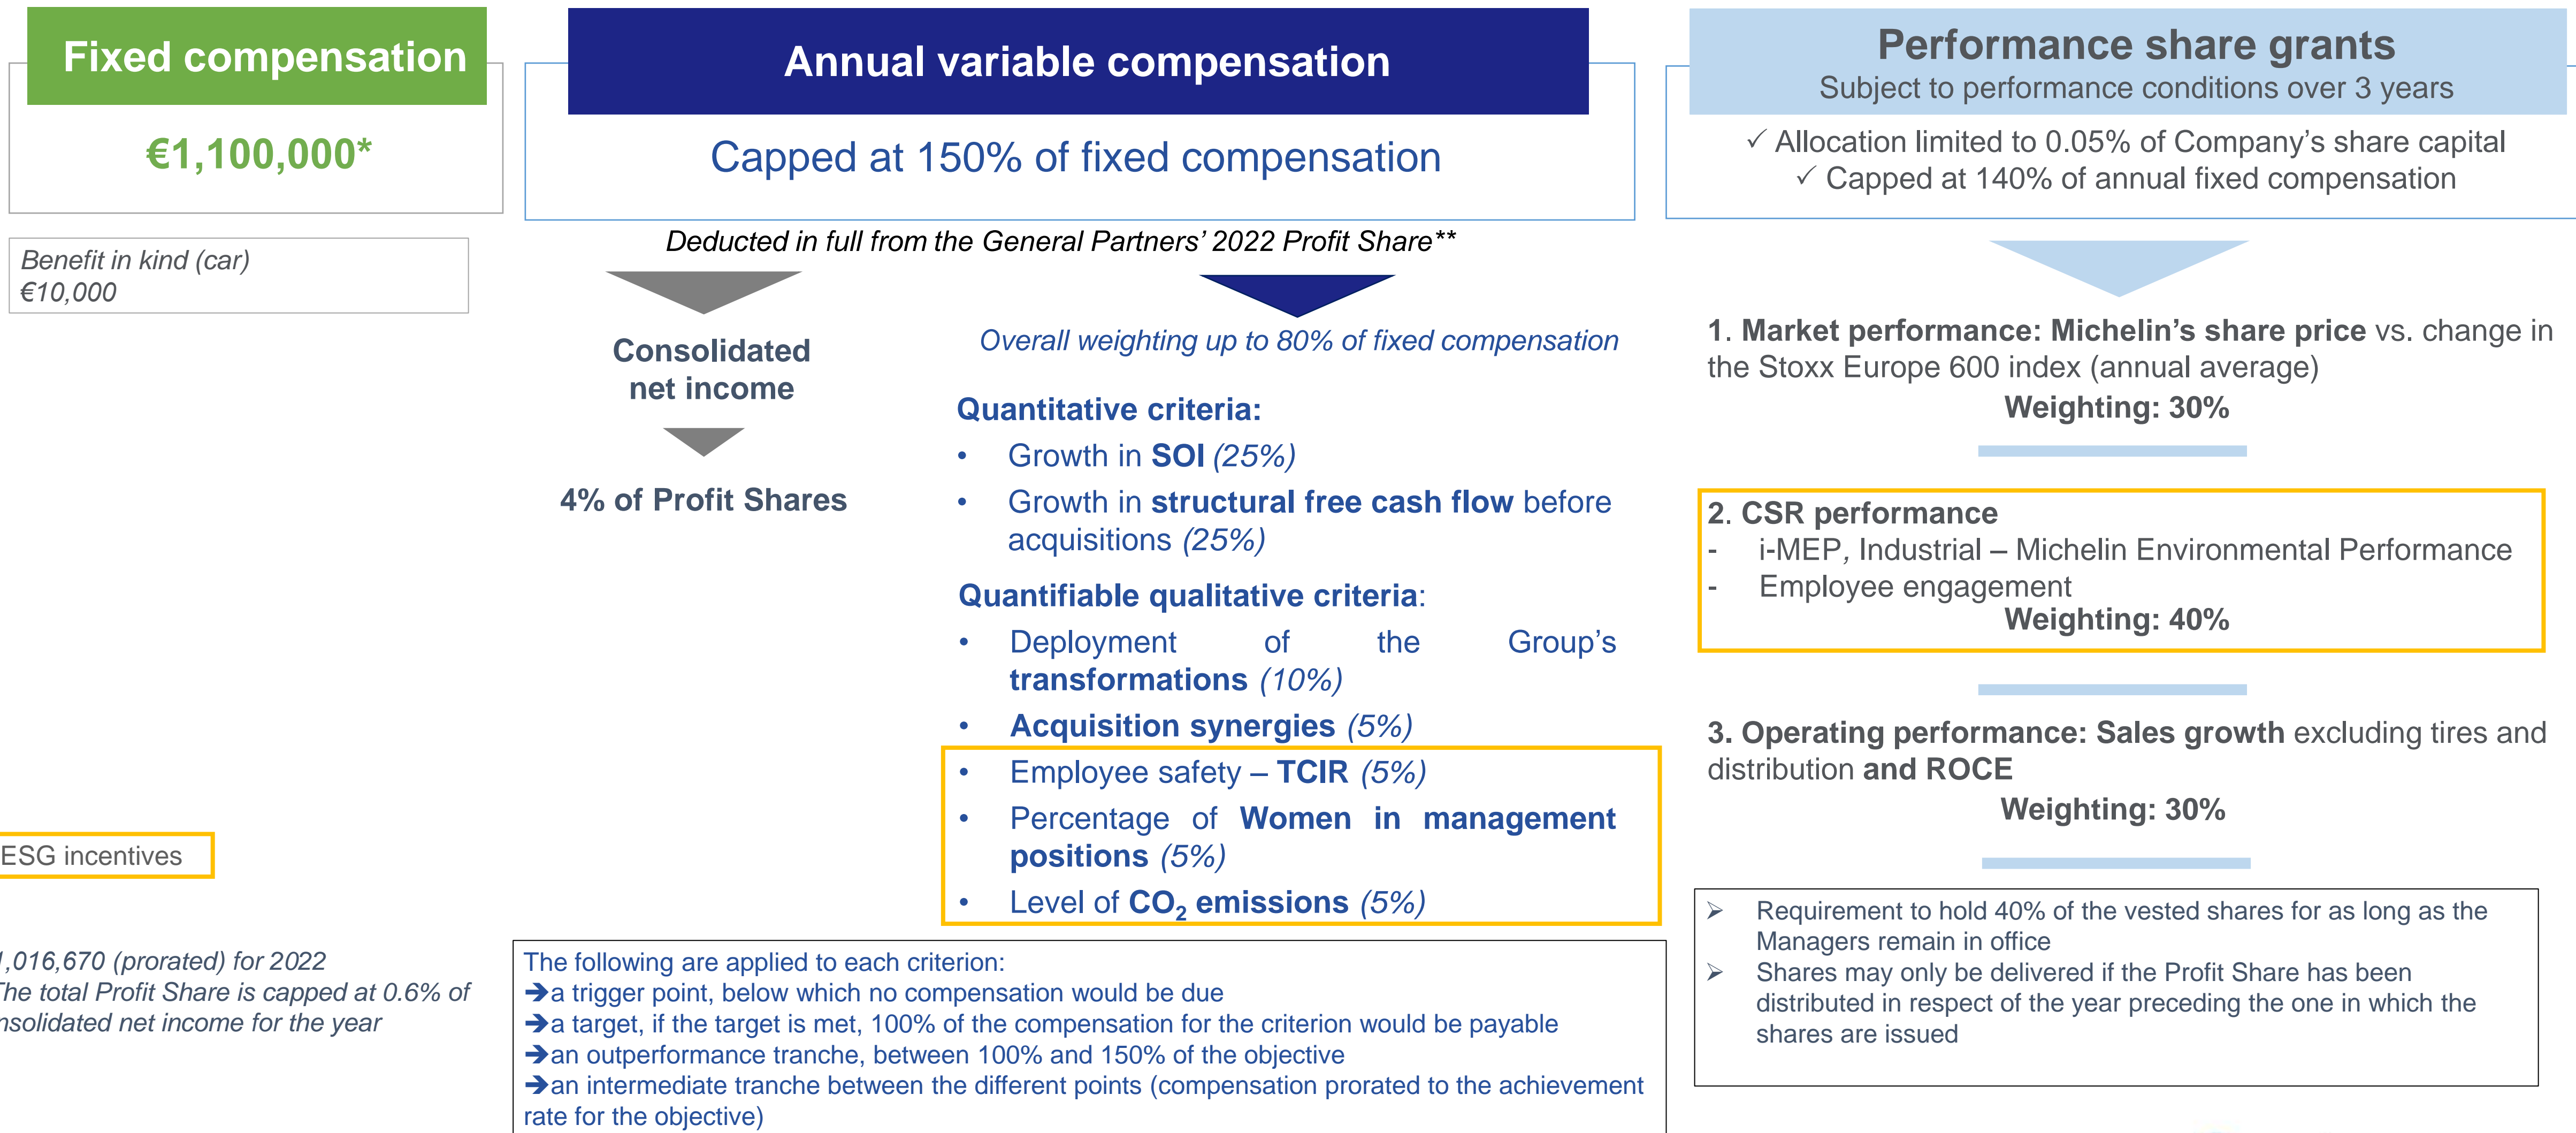 Fixed compensation
€1,100,000*
Benefit in kind (car)
€10,000
Annual variable compensation
Capped at 150% of fixed compensation
Deducted in full from the General Partners’ 2022 Profit Share**
Consolidated
net income
4% of Profit Shares
Overall weighting up to 80% of fixed compensation
Quantitative criteria:
• Growth in SOI (25%)
• Growth in structural free cash flow before
acquisitions (25%)
Quantifiable qualitative criteria:
• Deployment of the Group’s
transformations (10%)
• Acquisition synergies (5%)
• Employee safety – TCIR (5%)
• Percentage of Women in management
positions (5%)
• Level of CO₂ emissions (5%)
The following are applied to each criterion:
➔a trigger point, below which no compensation would be due
➔a target, if the target is met, 100% of the compensation for the criterion would be payable
➔an outperformance tranche, between 100% and 150% of the objective
➔an intermediate tranche between the different points (compensation prorated to the achievement
rate for the objective)
Performance share grants
Subject to performance conditions over 3 years
✓ Allocation limited to 0.05% of Company’s share capital
✓ Capped at 140% of annual fixed compensation
1. Market performance: Michelin’s share price vs. change in
the Stoxx Europe 600 index (annual average)
Weighting: 30%
2. CSR performance
- i-MEP, Industrial – Michelin Environmental Performance
- Employee engagement
Weighting: 40%
3. Operating performance: Sales growth excluding tires and
distribution and ROCE
Weighting: 30%
➢ Requirement to hold 40% of the vested shares for as long as the
Managers remain in office
➢ Shares may only be delivered if the Profit Share has been
distributed in respect of the year preceding the one in which the
shares are issued
ESG incentives
1,016,670 (prorated) for 2022
The total Profit Share is capped at 0.6% of
nsolidated net income for the year